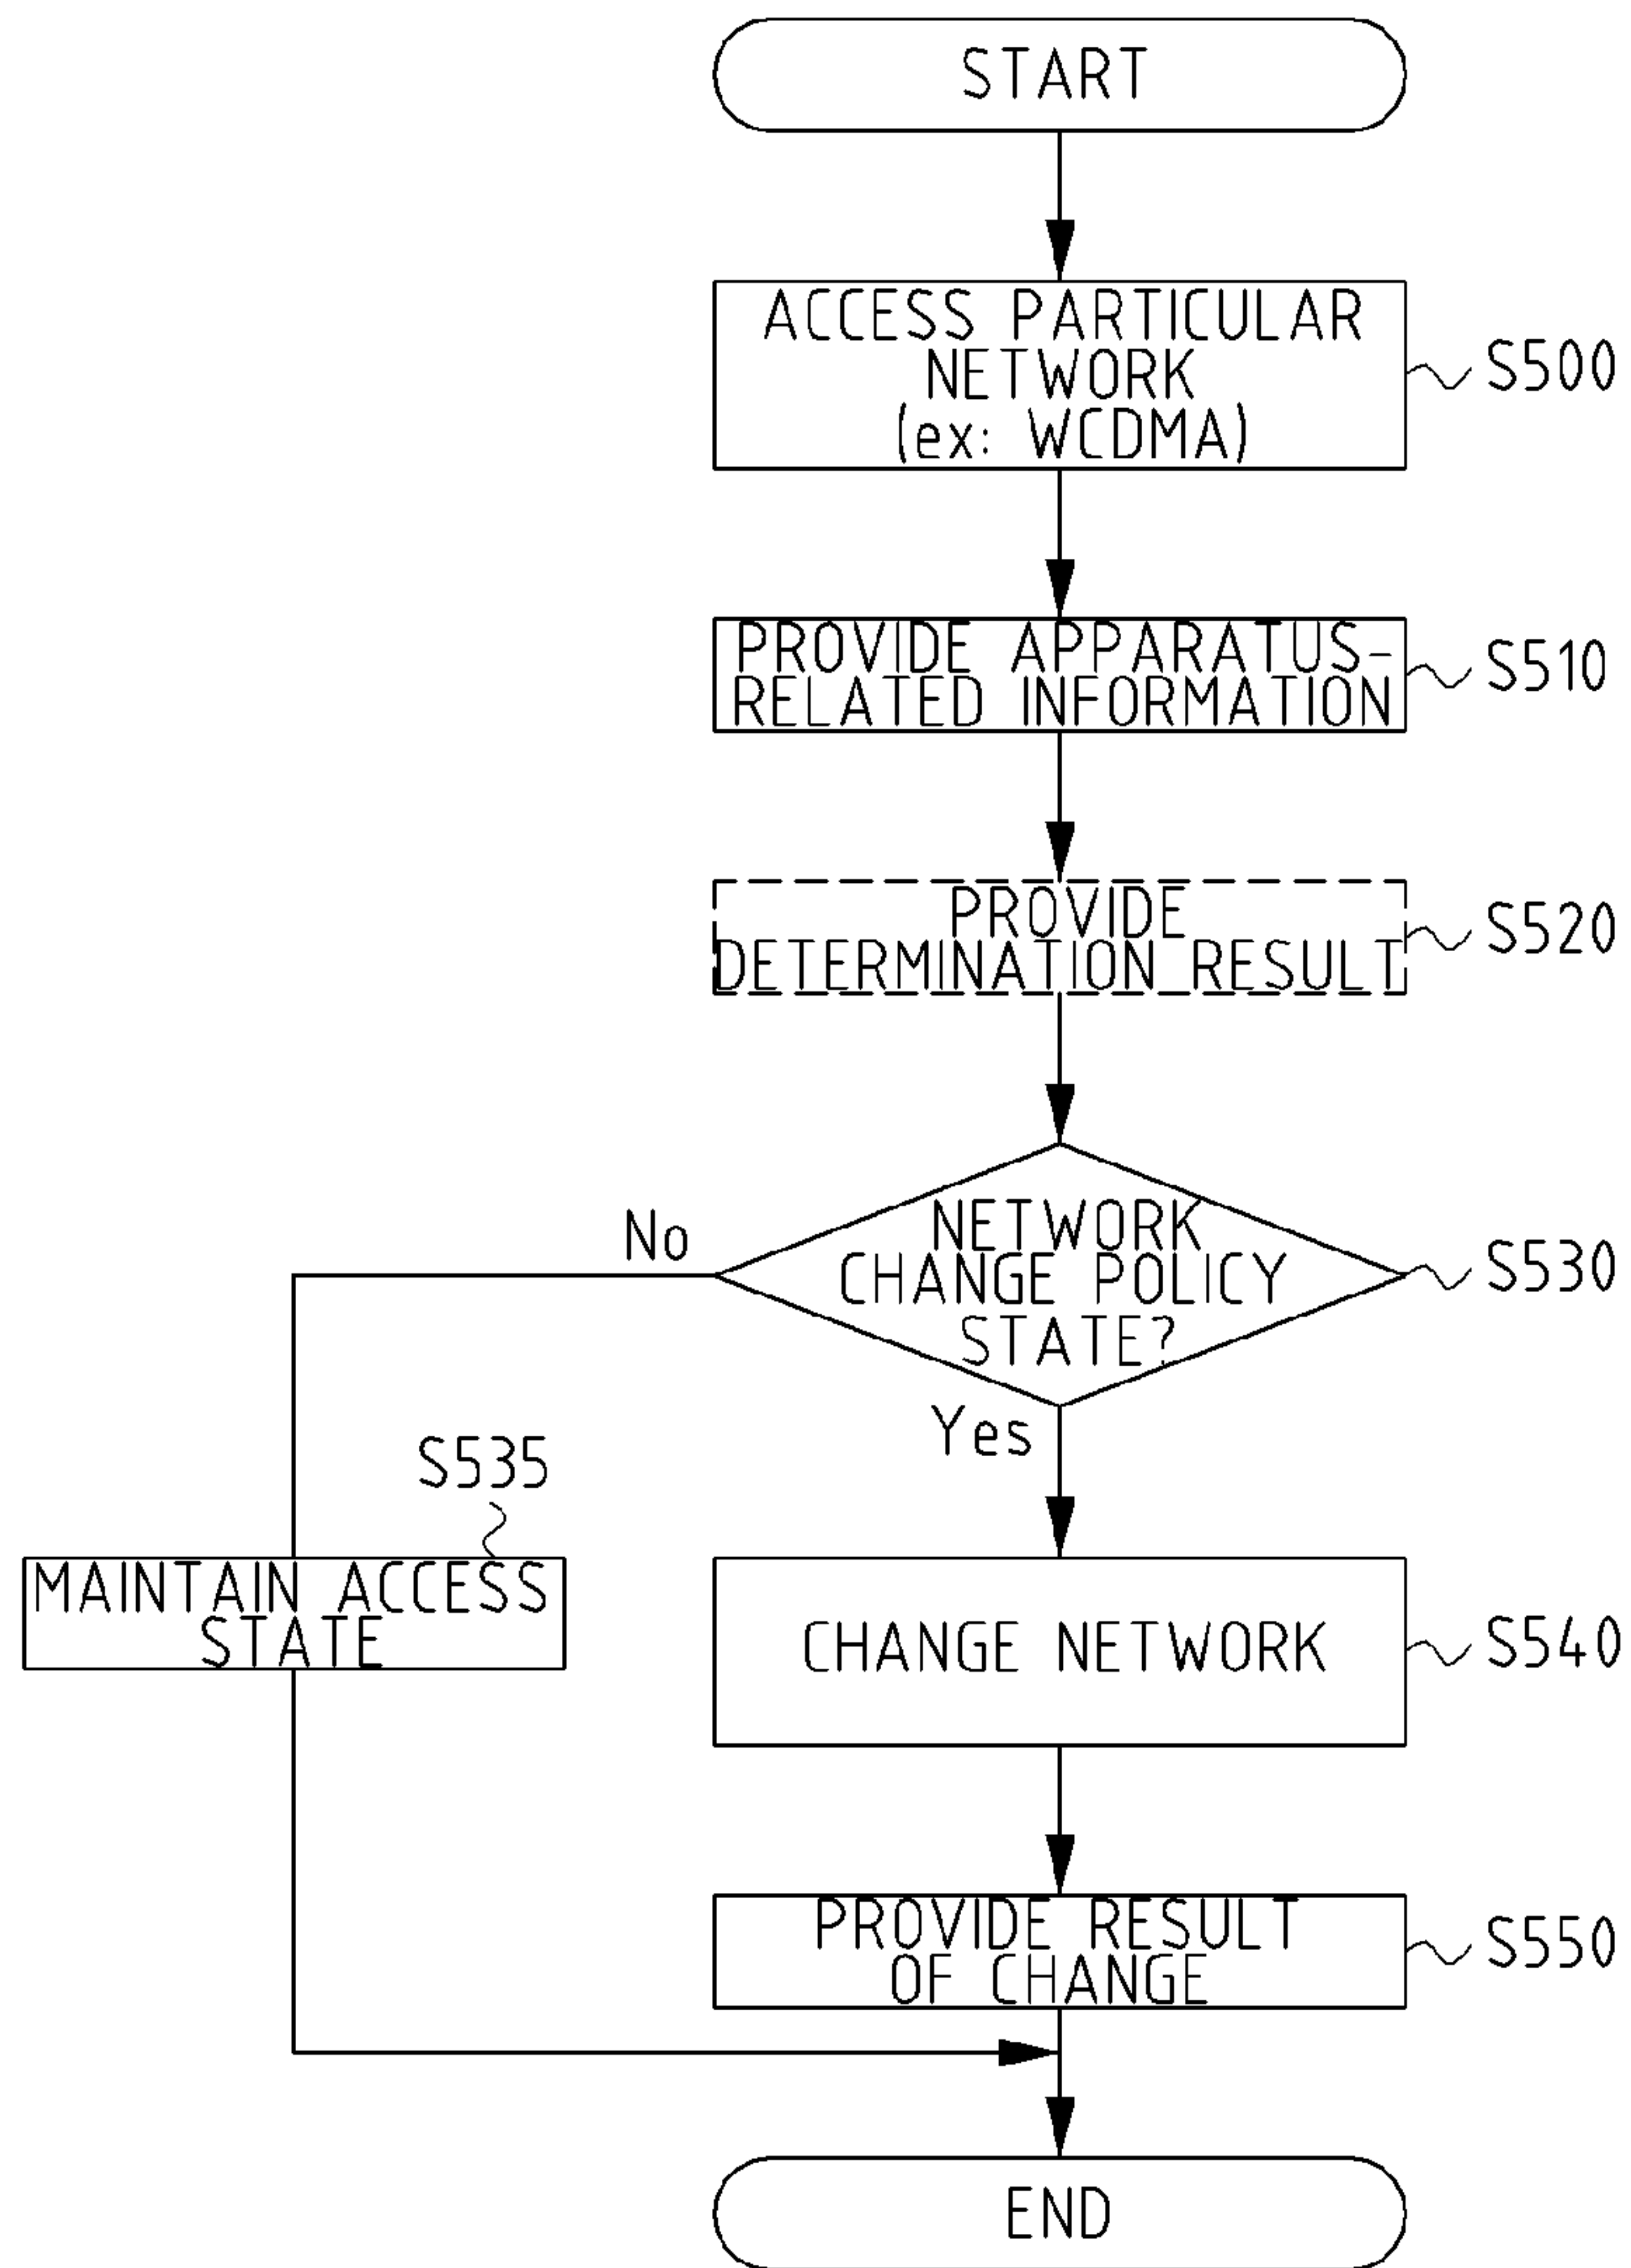 START
ACCESS PARTICULAR
NETWORK
(ex: WCDMA)
S500
PROVIDE APPARATUS-
RELATED INFORMATION
S510
PROVIDE
DETERMINATION RESULT
S520
NETWORK
CHANGE POLICY
STATE?
S530
No
Yes
S535
MAINTAIN ACCESS
STATE
CHANGE NETWORK
S540
PROVIDE RESULT
OF CHANGE
S550
END